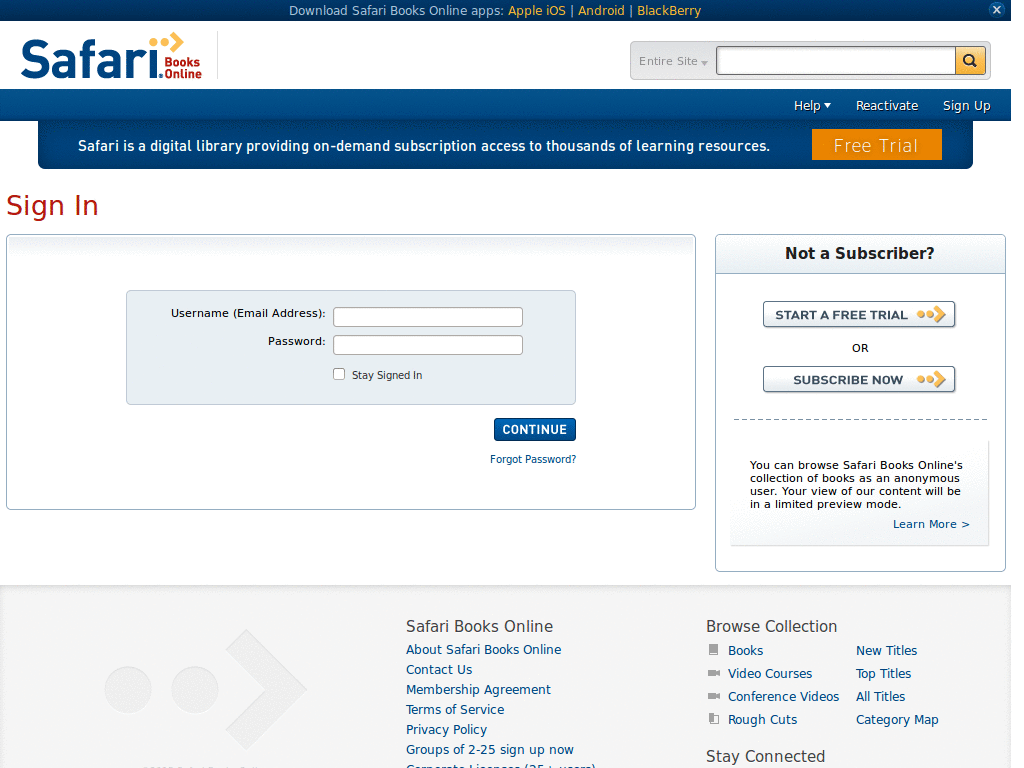 Download Safari Books Online apps: Apple iOS | Android | BlackBerry
Safari Books Online
Entire Site
Help Reactivate Sign Up
Safari is a digital library providing on-demand subscription access to thousands of learning resources.
Free Trial
Sign In
Username (Email Address):
Password:
Stay Signed In
CONTINUE
Forgot Password?
Not a Subscriber?
START A FREE TRIAL
OR
SUBSCRIBE NOW
You can browse Safari Books Online's
collection of books as an anonymous
user. Your view of our content will be
in a limited preview mode.
Learn More >
Safari Books Online
About Safari Books Online
Contact Us
Membership Agreement
Terms of Service
Privacy Policy
Groups of 2-25 sign up now
Corporate Licenses (25+ users)
Browse Collection
Books New Titles
Video Courses Top Titles
Conference Videos All Titles
Rough Cuts Category Map
Stay Connected